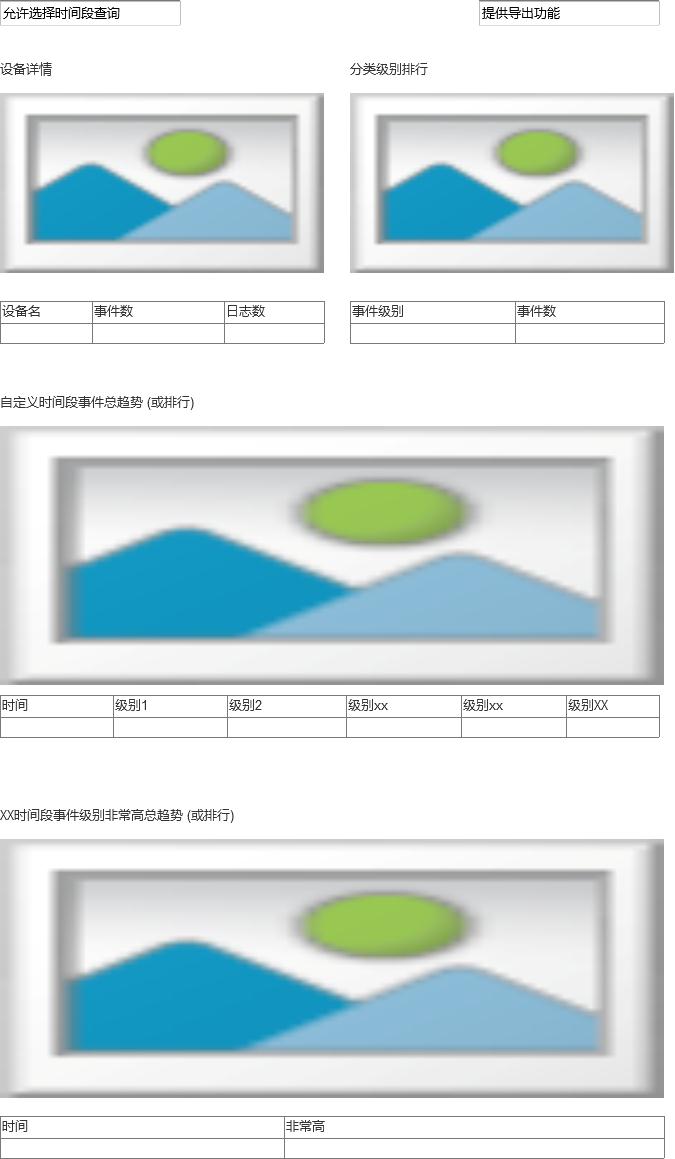 允许选择时间段查询 提供导出功能
设备详情 分类级别排行
设备名 事件数 日志数 事件级别 事件数
自定义时间段事件总趋势 (或排行)
时间 级别1 级别2 级别xx 级别xx 级别XX
XX时间段事件级别非常高总趋势 (或排行)
时间 非常高